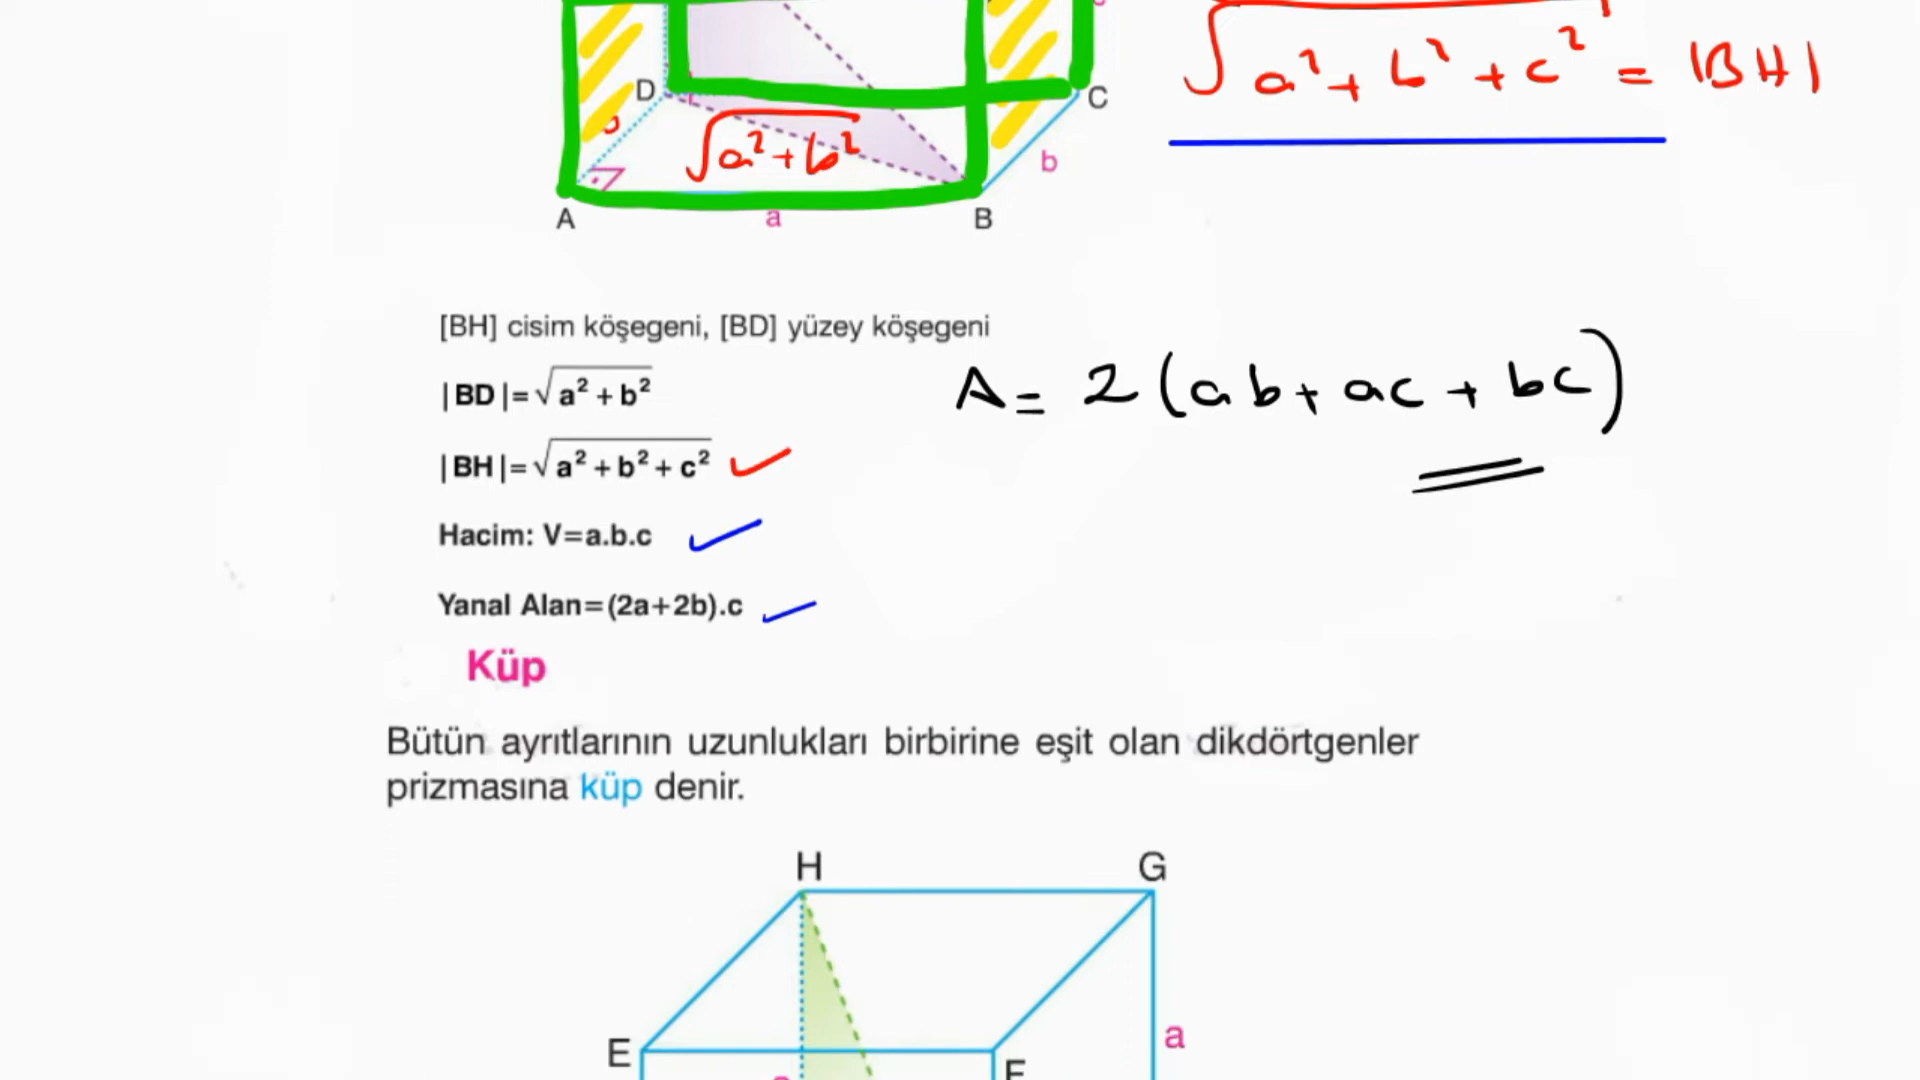 √a²+b²+c² = |BH|
D
C
√a²+b²
b
A
a
B
[BH] cisim köşegeni, [BD] yüzey köşegeni
|BD|=√a²+b²
A= 2(ab+ac+bc)
|BH|=√a²+b²+c²
Hacim: V=a.b.c
Yanal Alan=(2a+2b).c
Küp
Bütün ayrıtlarının uzunlukları birbirine eşit olan dikdörtgenler
prizmasına küp denir.
H
G
a
E
F